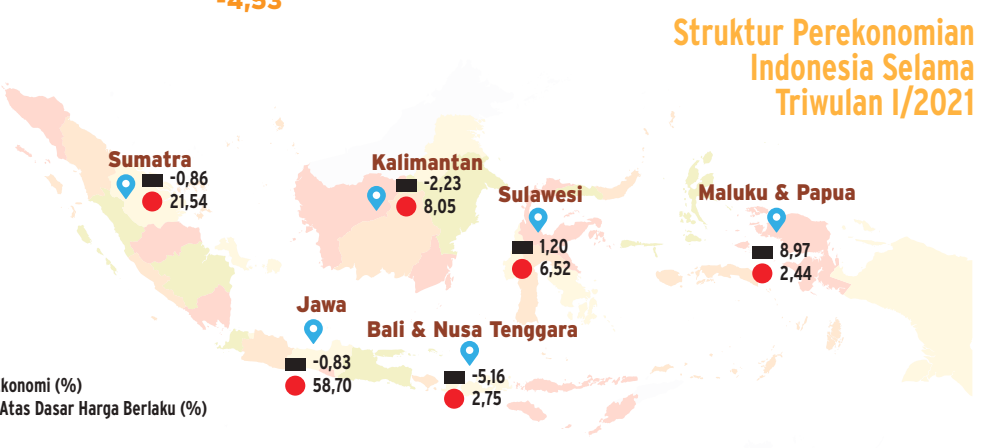 -4,53
Struktur Perekonomian
Indonesia Selama
Triwulan I/2021
Sumatra
-0,86
21,54
Kalimantan
-2,23
8,05
Sulawesi
1,20
6,52
Maluku & Papua
8,97
2,44
Jawa
-0,83
58,70
Bali & Nusa Tenggara
-5,16
2,75
konomi (%)
Atas Dasar Harga Berlaku (%)